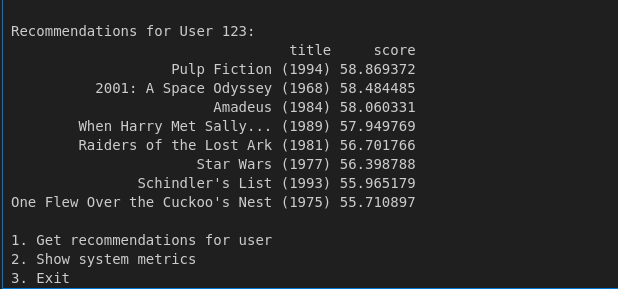 Recommendations for User 123:
title score
Pulp Fiction (1994) 58.869372
2001: A Space Odyssey (1968) 58.484485
Amadeus (1984) 58.060331
When Harry Met Sally... (1989) 57.949769
Raiders of the Lost Ark (1981) 56.701766
Star Wars (1977) 56.398788
Schindler's List (1993) 55.965179
One Flew Over the Cuckoo's Nest (1975) 55.710897
1. Get recommendations for user
2. Show system metrics
3. Exit